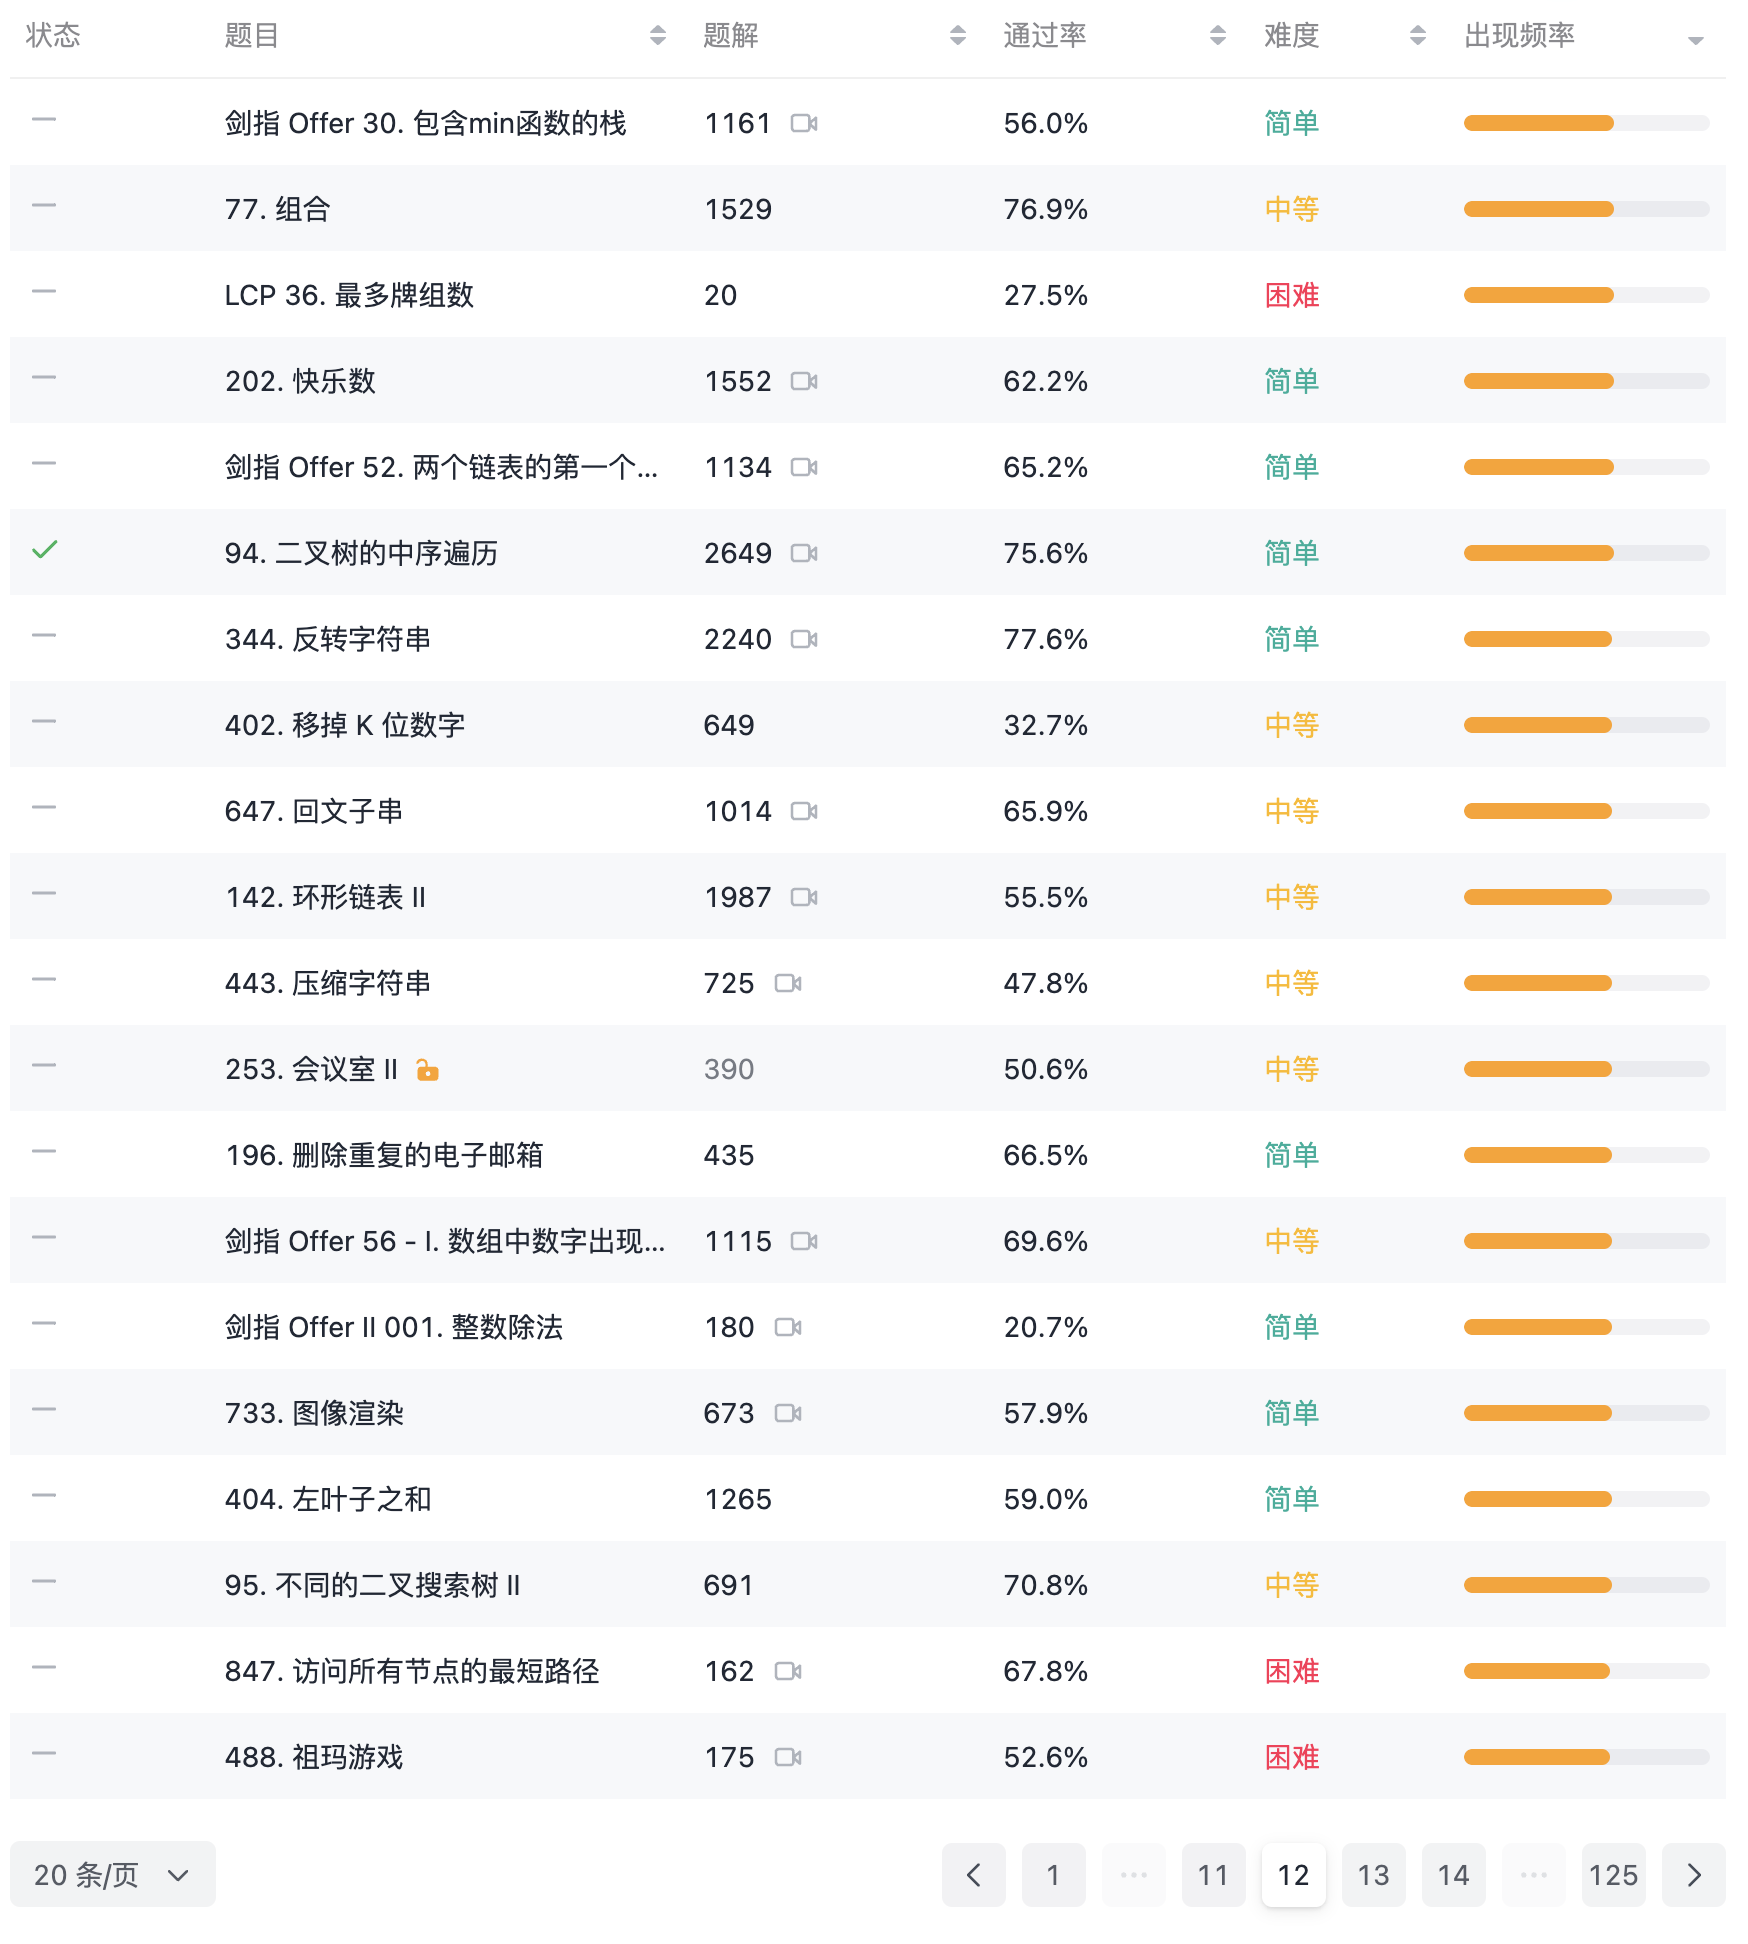 状态 题目 题解 通过率 难度 出现频率
剑指 Offer 30. 包含min函数的栈 1161 56.0% 简单
77. 组合 1529 76.9% 中等
LCP 36. 最多牌组数 20 27.5% 困难
202. 快乐数 1552 62.2% 简单
剑指 Offer 52. 两个链表的第一个... 1134 65.2% 简单
94. 二叉树的中序遍历 2649 75.6% 简单
344. 反转字符串 2240 77.6% 简单
402. 移掉 K 位数字 649 32.7% 中等
647. 回文子串 1014 65.9% 中等
142. 环形链表 II 1987 55.5% 中等
443. 压缩字符串 725 47.8% 中等
253. 会议室 II 390 50.6% 中等
196. 删除重复的电子邮箱 435 66.5% 简单
剑指 Offer 56 - I. 数组中数字出现... 1115 69.6% 中等
剑指 Offer II 001. 整数除法 180 20.7% 简单
733. 图像渲染 673 57.9% 简单
404. 左叶子之和 1265 59.0% 简单
95. 不同的二叉搜索树 II 691 70.8% 中等
847. 访问所有节点的最短路径 162 67.8% 困难
488. 祖玛游戏 175 52.6% 困难
20 条/页 1 ... 11 12 13 14 ... 125